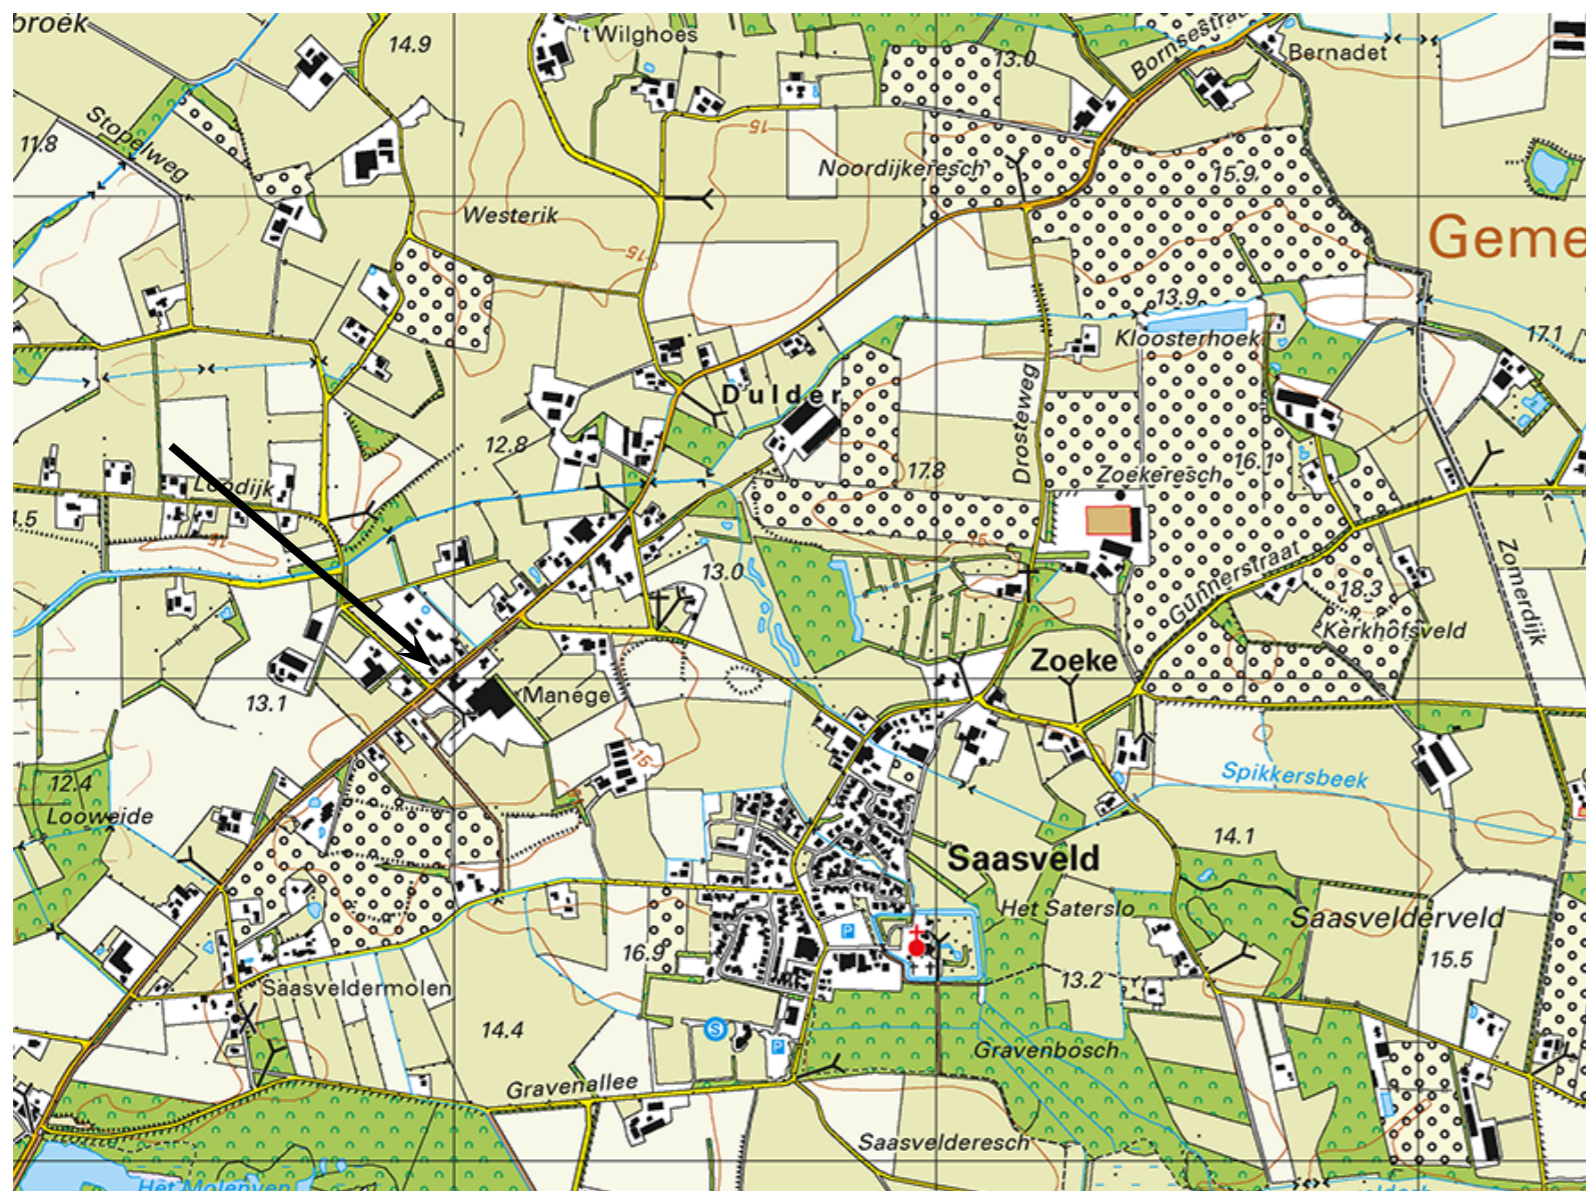 broek
14.9
't Wilghoes
13.0
Bornsestraat
Bernadet
11.8
Stapelweg
15
Noordijkeresch
15.9
Westerik
15
Geme
13.9
Kloosterhoek
17.1
Dulder
12.8
Drosteweg
17.8
Zoekeresch
16.1
Loodijk
4.5
15
15
13.0
Gunnerstraat
18.3
Zomerdijk
Kerkhofsveld
Zoeke
13.1
Manege
15
12.4
Looweide
Spikkersbeek
14.1
Saasveld
Het Saterslo
Saasvelderveld
P
16.9
15.5
13.2
Saasveldermolen
14.4
S
P
Gravenbosch
Gravenallee
Saasvelderesch
Het Molenven